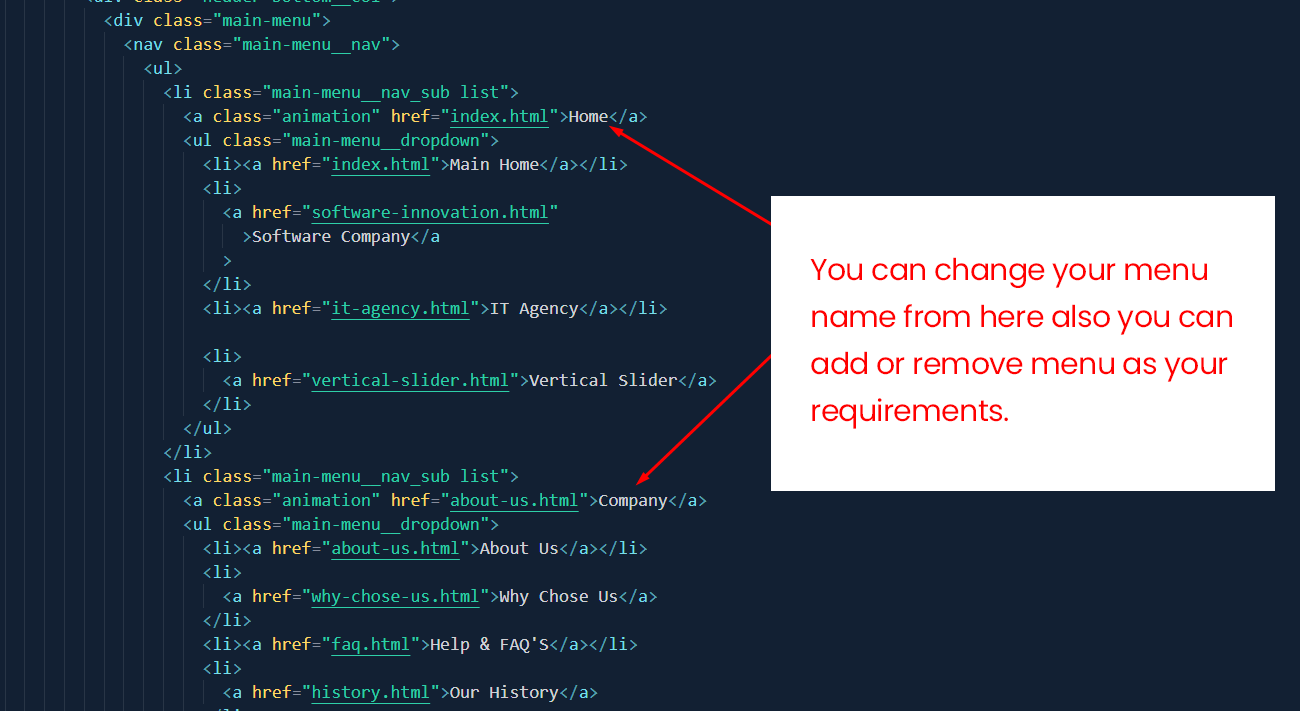 <div class="header-bottom__col">
<div class="main-menu">
<nav class="main-menu__nav">
<ul>
<li class="main-menu__nav_sub list">
<a class="animation" href="index.html">Home</a>
<ul class="main-menu__dropdown">
<li><a href="index.html">Main Home</a></li>
<li>
<a href="software-innovation.html"
>Software Company</a
>
</li>
<li><a href="it-agency.html">IT Agency</a></li>
<li>
<a href="vertical-slider.html">Vertical Slider</a>
</li>
</ul>
</li>
<li class="main-menu__nav_sub list">
<a class="animation" href="about-us.html">Company</a>
<ul class="main-menu__dropdown">
<li><a href="about-us.html">About Us</a></li>
<li>
<a href="why-chose-us.html">Why Chose Us</a>
</li>
<li><a href="faq.html">Help & FAQ'S</a></li>
<li>
<a href="history.html">Our History</a>
</li>
You can change your menu
name from here also you can
add or remove menu as your
requirements.